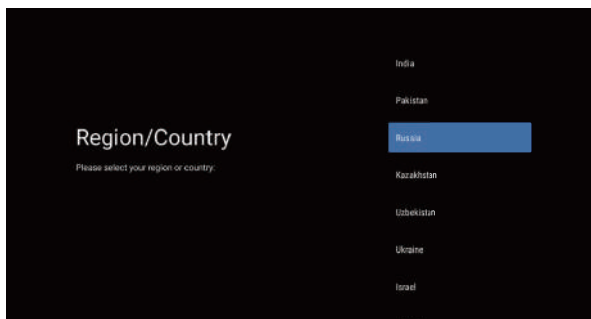 Region/Country
Please select your region or country:
India
Pakistan
Russia
Kazakhstan
Uzbekistan
Ukraine
Israel